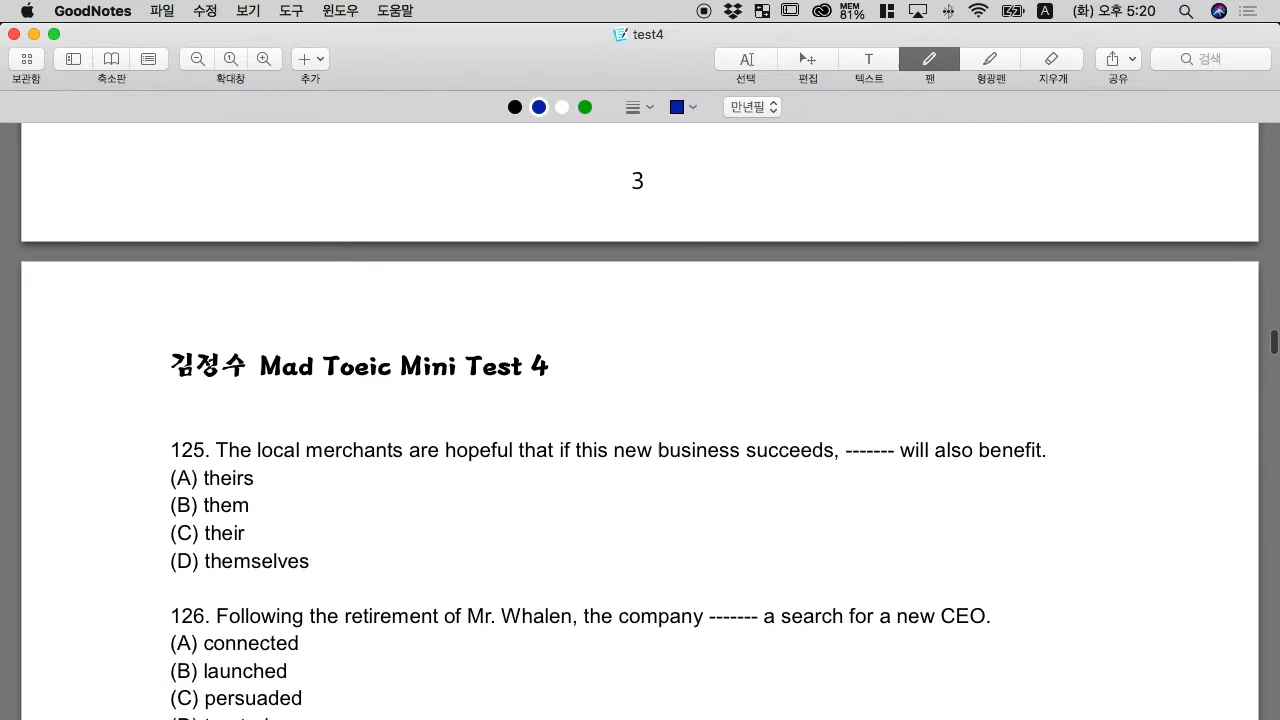 GoodNotes 파일 수정 보기 도구 윈도우 도움말 MEM 81% A (화) 오후 5:20
test4
보관함 축소판 확대창 추가 선택 편집 텍스트 펜 형광펜 지우개 공유 검색
만년필
3
김정수 Mad Toeic Mini Test 4
125. The local merchants are hopeful that if this new business succeeds, ------- will also benefit.
(A) theirs
(B) them
(C) their
(D) themselves
126. Following the retirement of Mr. Whalen, the company ------- a search for a new CEO.
(A) connected
(B) launched
(C) persuaded